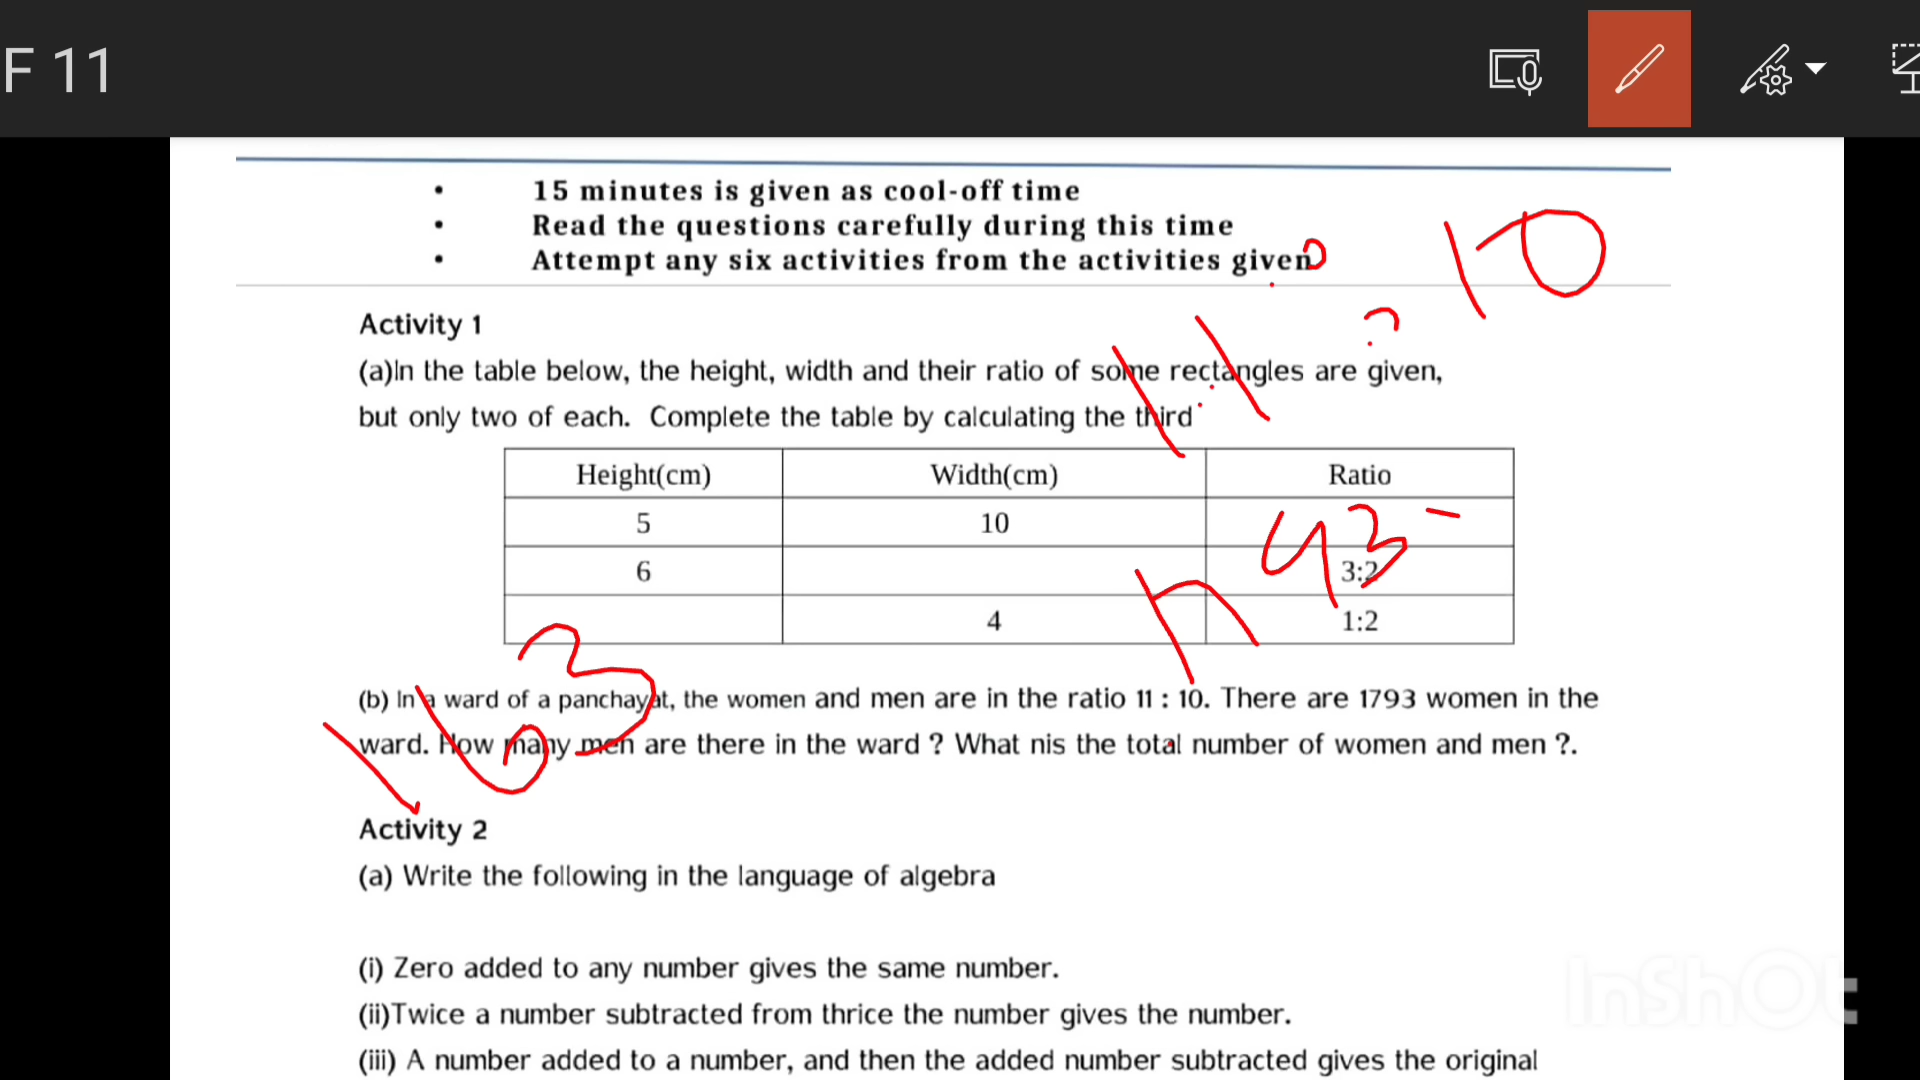 F 11
• 15 minutes is given as cool-off time
• Read the questions carefully during this time
• Attempt any six activities from the activities given
10
Activity 1
11
(a)In the table below, the height, width and their ratio of some rectangles are given,
but only two of each. Complete the table by calculating the third
Height(cm) Width(cm) Ratio
5 10
6 3:2
4 1:2
163
(b) In a ward of a panchayat, the women and men are in the ratio 11 : 10. There are 1793 women in the
ward. How many men are there in the ward ? What nis the total number of women and men ?.
Activity 2
(a) Write the following in the language of algebra
(i) Zero added to any number gives the same number.
(ii)Twice a number subtracted from thrice the number gives the number.
(iii) A number added to a number, and then the added number subtracted gives the original
InShOt